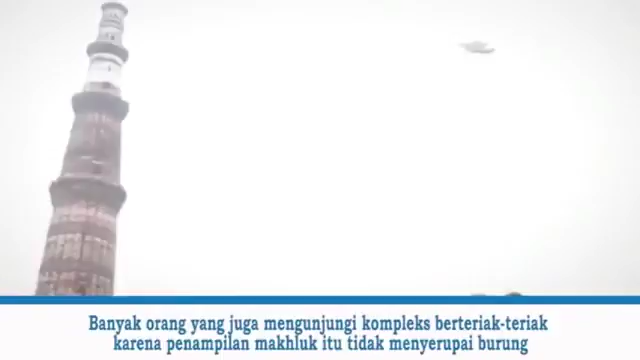 Banyak orang yang juga mengunjungi kompleks berteriak-teriak
karena penampilan makhluk itu tidak menyerupai burung